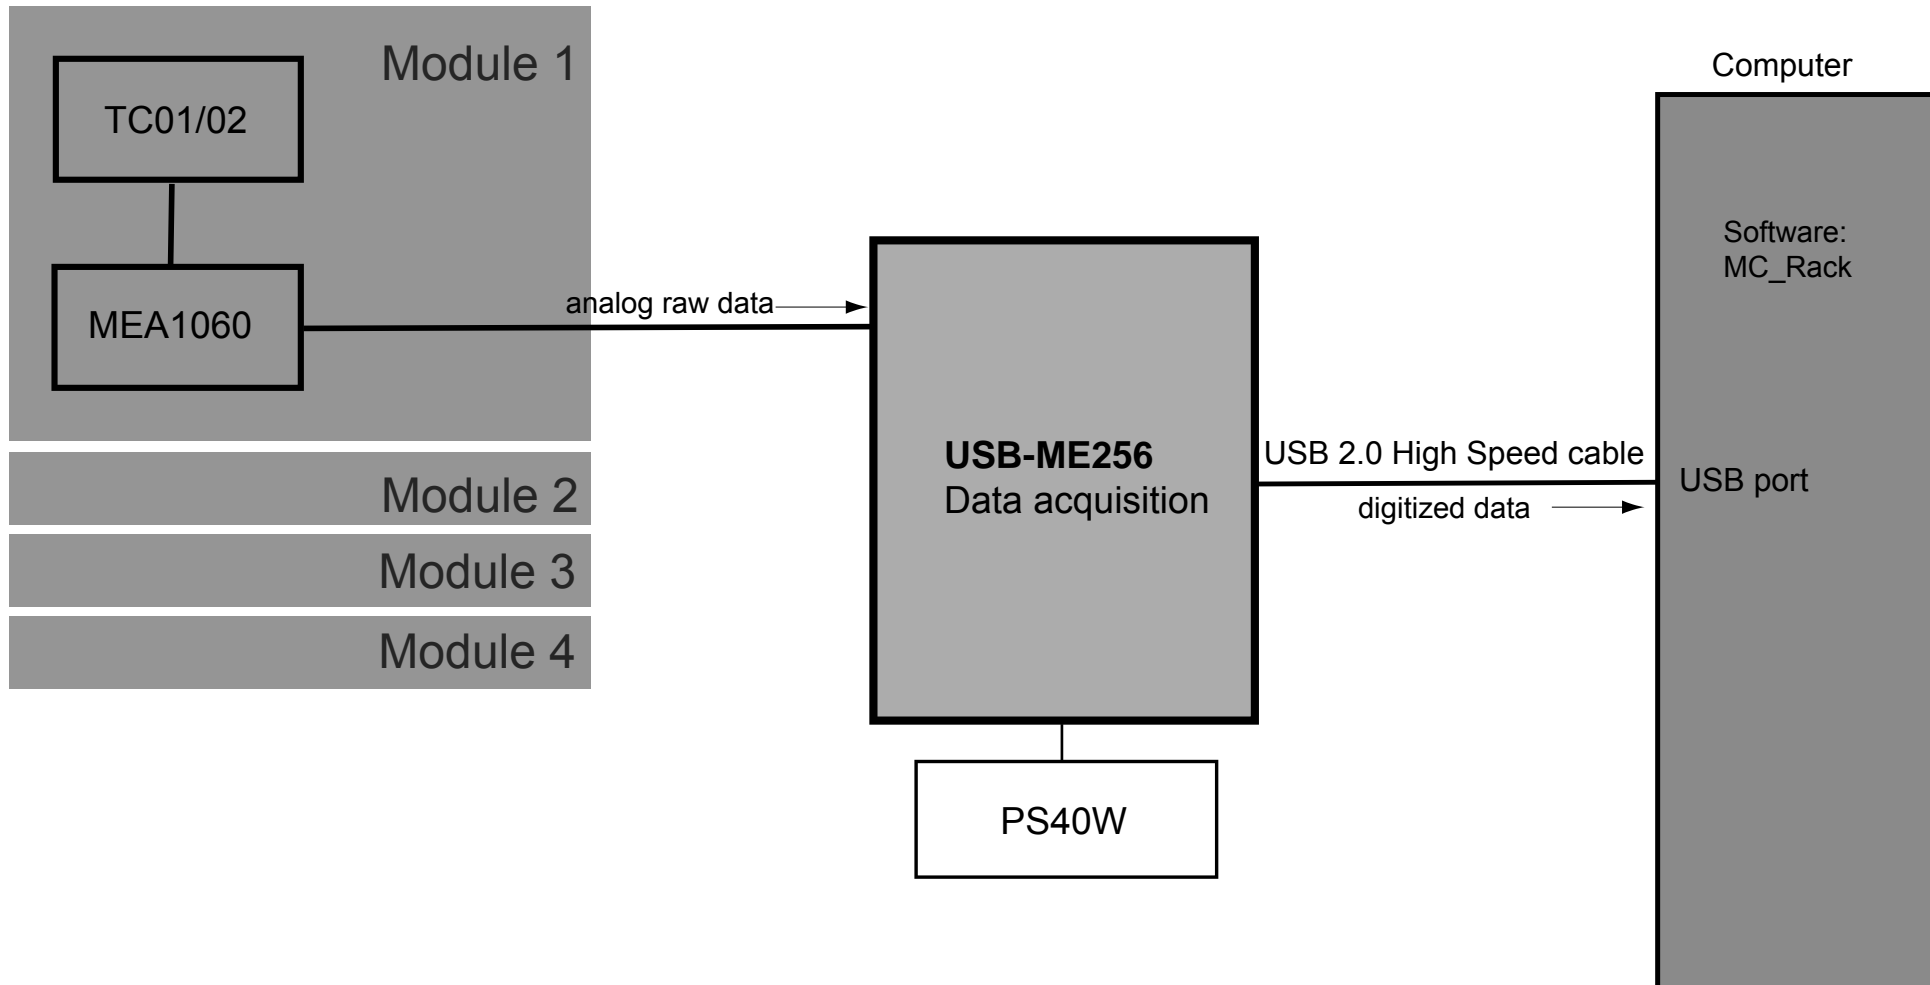 Module 1
TC01/02
MEA1060
Module 2
Module 3
Module 4
analog raw data
USB-ME256
Data acquisition
PS40W
USB 2.0 High Speed cable
digitized data
Computer
Software:
MC_Rack
USB port